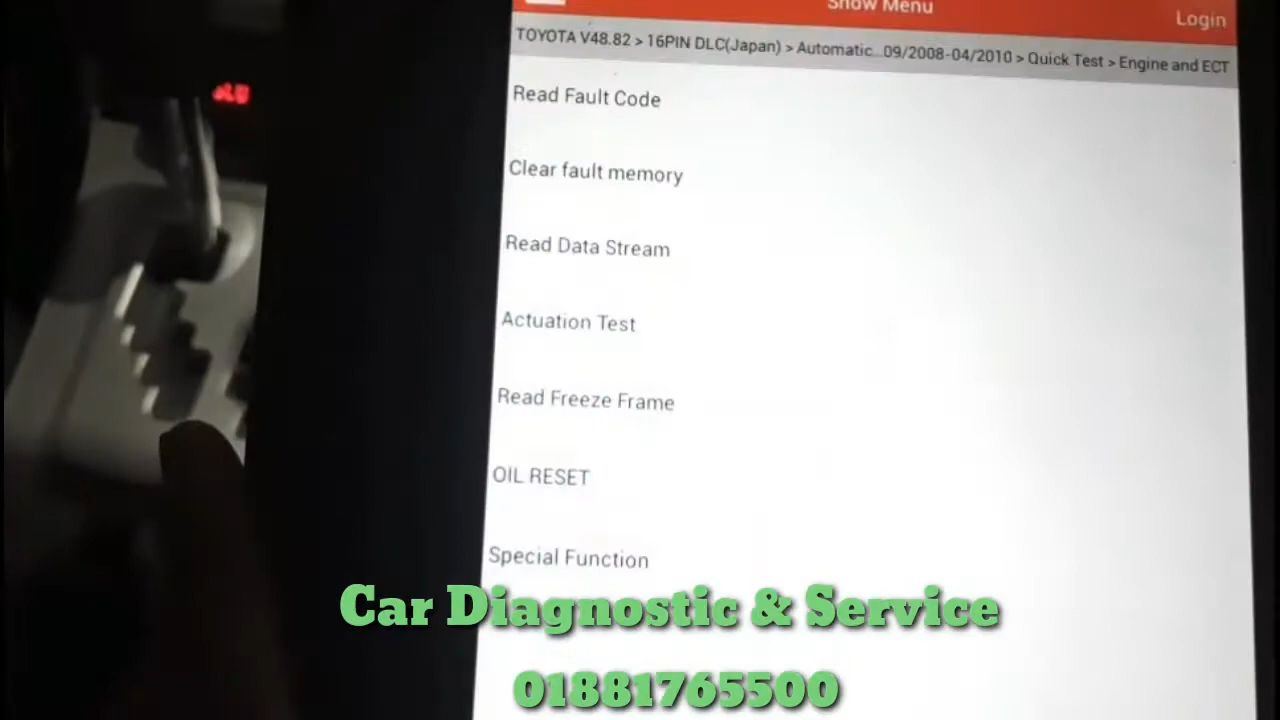 Show Menu
Login
TOYOTA V48.82 > 16PIN DLC(Japan) > Automatic...09/2008-04/2010 > Quick Test > Engine and ECT
Read Fault Code
Clear fault memory
Read Data Stream
Actuation Test
Read Freeze Frame
OIL RESET
Special Function
Car Diagnostic & Service
01881765500